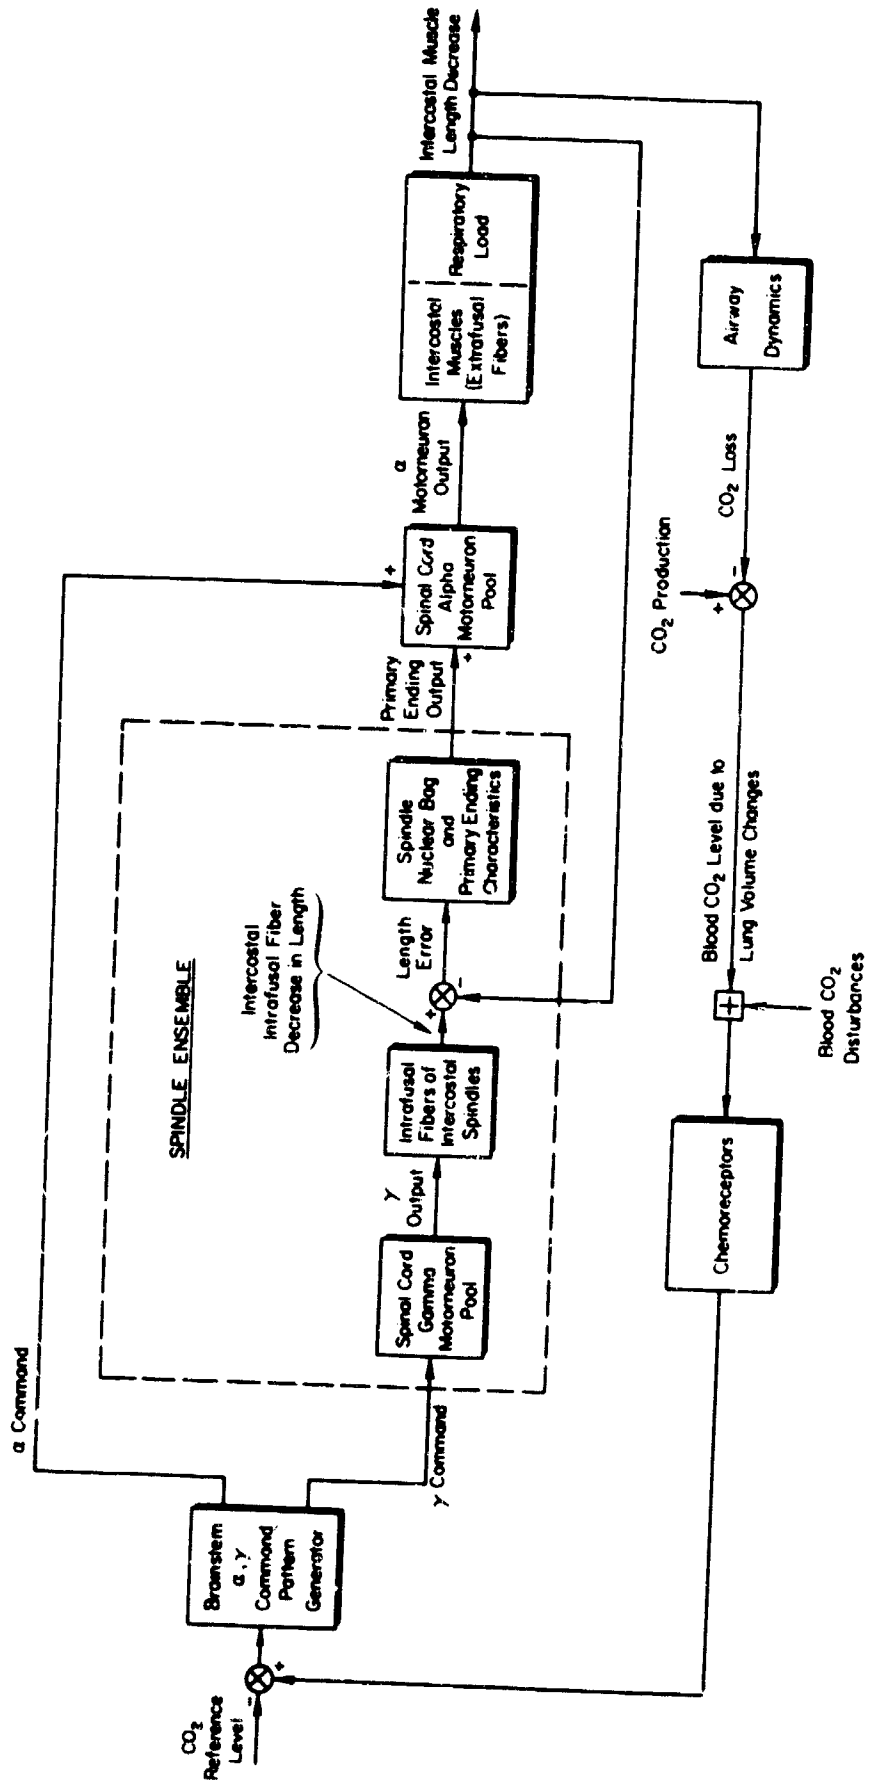 CO2
Reference
Level
-
+
Brainstem
α, γ
Command
Pattern
Generator
α Command
γ Command
SPINDLE ENSEMBLE
Spinal Cord
Gamma
Motorneuron
Pool
γ
Output
Intrafusal
Fibers of
Intercostal
Spindles
Intercostal
Intrafusal Fiber
Decrease in Length
+
-
Length
Error
Spindle
Nuclear Bag
and
Primary Ending
Characteristics
Primary
Ending
Output
+
+
Spinal Cord
Alpha
Motorneuron
Pool
α
Motorneuron
Output
Intercostal
Muscles
(Extrafusal
Fibers)
Respiratory
Load
Intercostal Muscle
Length Decrease
Airway
Dynamics
CO2 Loss
-
+
CO2 Production
Blood CO2 Level due to
Lung Volume Changes
+
Blood CO2
Disturbances
Chemoreceptors